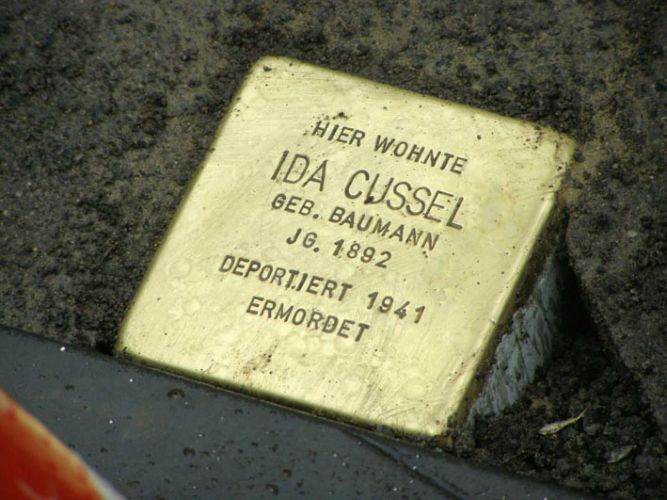 HIER WOHNTE
IDA CUSSEL
GEB. BAUMANN
JG. 1892
DEPORTIERT 1941
ERMORDET